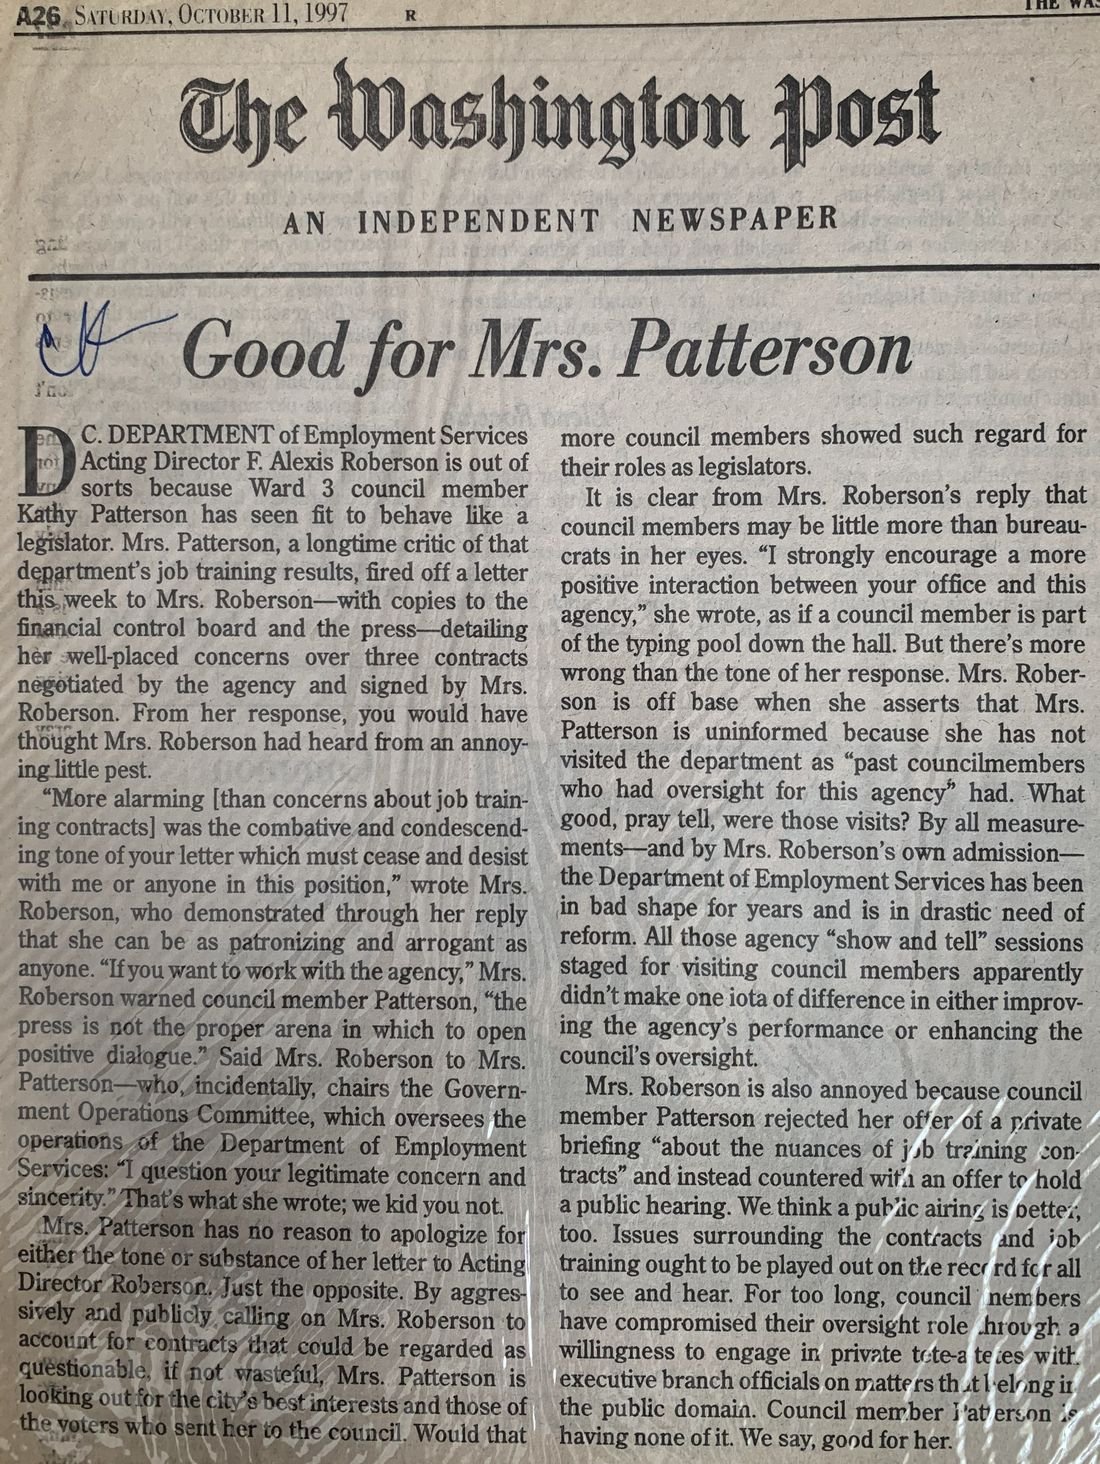 A26 SATURDAY, OCTOBER 11, 1997 R
The Washington Post
AN INDEPENDENT NEWSPAPER
Good for Mrs. Patterson
D C. DEPARTMENT of Employment Services
Acting Director F. Alexis Roberson is out of
sorts because Ward 3 council member
Kathy Patterson has seen fit to behave like a
legislator. Mrs. Patterson, a longtime critic of that
department's job training results, fired off a letter
this week to Mrs. Roberson—with copies to the
financial control board and the press—detailing
her well-placed concerns over three contracts
negotiated by the agency and signed by Mrs.
Roberson. From her response, you would have
thought Mrs. Roberson had heard from an annoy-
ing little pest.
"More alarming [than concerns about job train-
ing contracts] was the combative and condescend-
ing tone of your letter which must cease and desist
with me or anyone in this position," wrote Mrs.
Roberson, who demonstrated through her reply
that she can be as patronizing and arrogant as
anyone. "If you want to work with the agency," Mrs.
Roberson warned council member Patterson, "the
press is not the proper arena in which to open
positive dialogue." Said Mrs. Roberson to Mrs.
Patterson—who, incidentally, chairs the Govern-
ment Operations Committee, which oversees the
operations of the Department of Employment
Services: "I question your legitimate concern and
sincerity." That's what she wrote; we kid you not.
Mrs. Patterson has no reason to apologize for
either the tone or substance of her letter to Acting
Director Roberson. Just the opposite. By aggres-
sively and publicly calling on Mrs. Roberson to
account for contracts that could be regarded as
questionable, if not wasteful, Mrs. Patterson is
looking out for the city's best interests and those of
the voters who sent her to the council. Would that
more council members showed such regard for
their roles as legislators.
It is clear from Mrs. Roberson's reply that
council members may be little more than bureau-
crats in her eyes. "I strongly encourage a more
positive interaction between your office and this
agency," she wrote, as if a council member is part
of the typing pool down the hall. But there's more
wrong than the tone of her response. Mrs. Rober-
son is off base when she asserts that Mrs.
Patterson is uninformed because she has not
visited the department as "past councilmembers
who had oversight for this agency" had. What
good, pray tell, were those visits? By all measure-
ments—and by Mrs. Roberson's own admission—
the Department of Employment Services has been
in bad shape for years and is in drastic need of
reform. All those agency "show and tell" sessions
staged for visiting council members apparently
didn't make one iota of difference in either improv-
ing the agency's performance or enhancing the
council's oversight.
Mrs. Roberson is also annoyed because council
member Patterson rejected her offer of a private
briefing "about the nuances of job training con-
tracts" and instead countered with an offer to hold
a public hearing. We think a public airing is better,
too. Issues surrounding the contracts and job
training ought to be played out on the record for all
to see and hear. For too long, council members
have compromised their oversight role through a
willingness to engage in private tete-a tetes with
executive branch officials on matters that belong in
the public domain. Council member Patterson is
having none of it. We say, good for her.